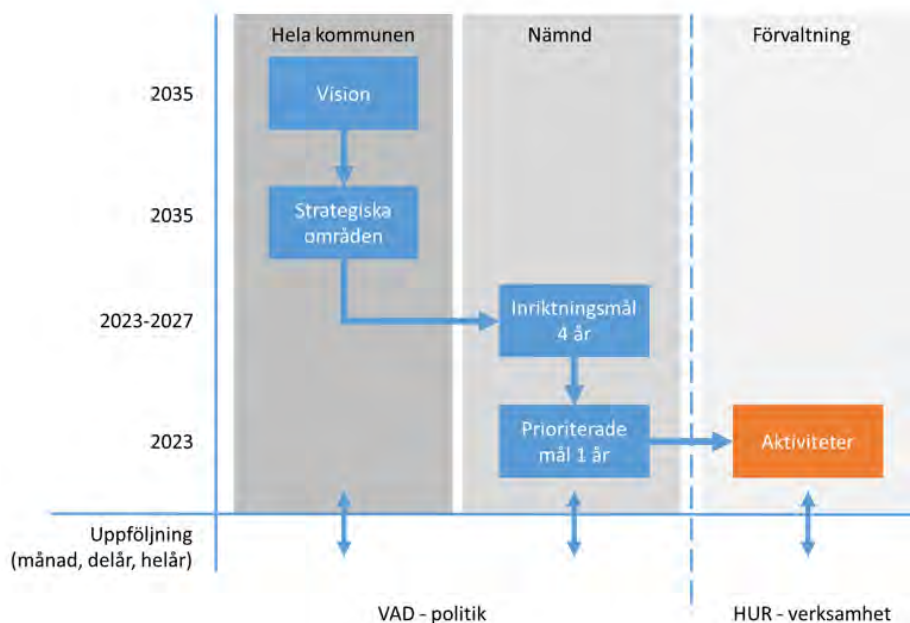 Hela kommunen
Nämnd
Förvaltning
2035
Vision
2035
Strategiska
områden
2023-2027
Inriktningsmål
4 år
2023
Prioriterade
mål 1 år
Aktiviteter
Uppföljning
(månad, delår, helår)
VAD - politik
HUR - verksamhet